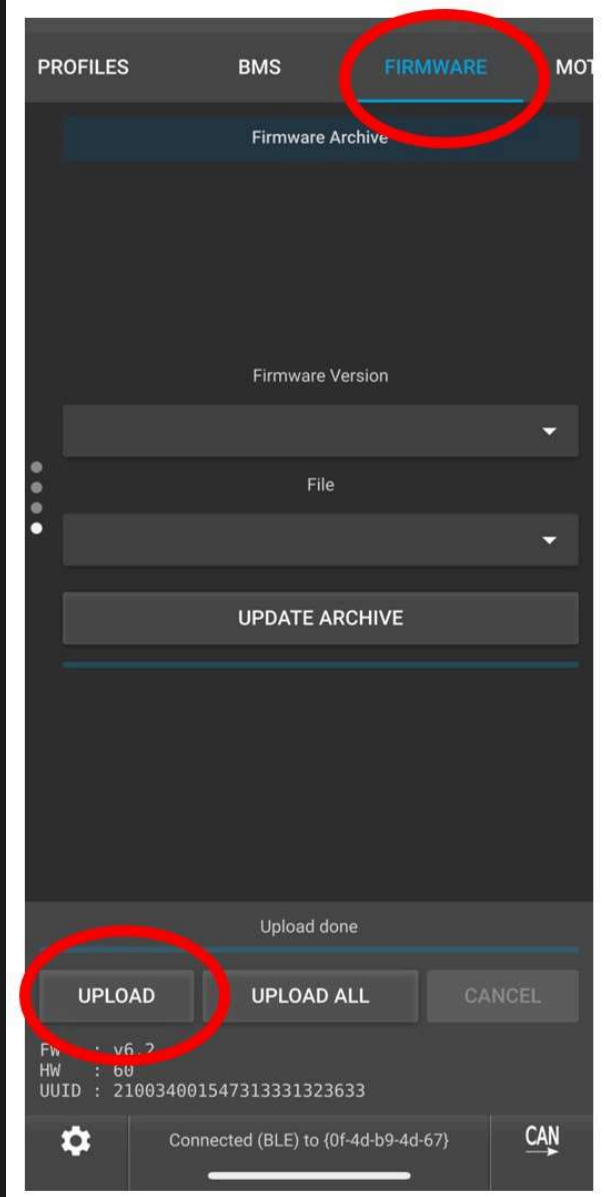 PROFILES BMS FIRMWARE MOT
Firmware Archive
Firmware Version
File
UPDATE ARCHIVE
Upload done
UPLOAD UPLOAD ALL CANCEL
FW : v6.2
HW : 60
UUID : 210034001547313331323633
Connected (BLE) to {0f-4d-b9-4d-67} CAN